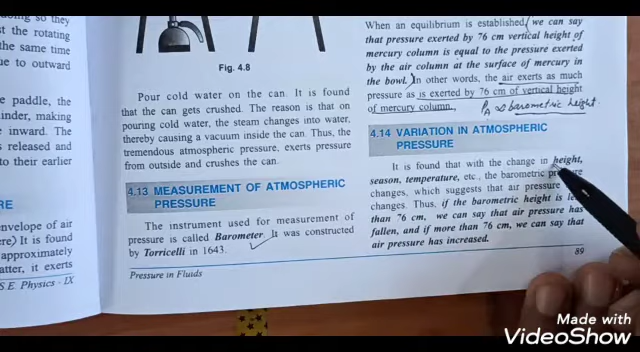 st the rotating
the same time
ue to outward
e paddle, the
inder, making
inward. The
s released and
to their earlier
RE
envelope of air
ere) It is found
approximately
atter, it exerts
S.E. Physics - IX
Fig. 4.8
Pour cold water on the can. It is found
that the can gets crushed. The reason is that on
pouring cold water, the steam changes into water,
thereby causing a vacuum inside the can. Thus, the
tremendous atmospheric pressure, exerts pressure
from outside and crushes the can.
4.13 MEASUREMENT OF ATMOSPHERIC
PRESSURE
The instrument used for measurement of
pressure is called Barometer. It was constructed
by Torricelli in 1643.
Pressure in Fluids
When an equilibrium is established, we can say
that pressure exerted by 76 cm vertical height of
mercury column is equal to the pressure exerted
by the air column at the surface of mercury in
the bowl. In other words, the air exerts as much
pressure as is exerted by 76 cm of vertical height
of mercury column. PA ∝ barometric height.
4.14 VARIATION IN ATMOSPHERIC
PRESSURE
It is found that with the change in height,
season, temperature, etc., the barometric
changes, which suggests that air pressure
changes. Thus, if the barometric height is
than 76 cm, we can say that air pressure has
fallen, and if more than 76 cm, we can say that
air pressure has increased.
89
Made with
VideoShow